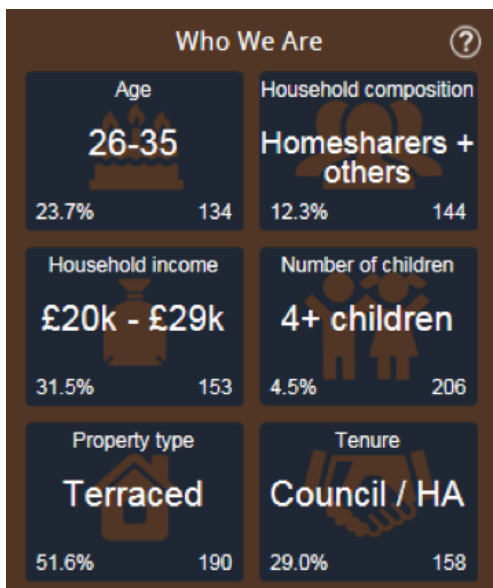 Who We Are
?
Age
26-35
23.7% 134
Household composition
Homesharers +
others
12.3% 144
Household income
£20k - £29k
31.5% 153
Number of children
4+ children
4.5% 206
Property type
Terraced
51.6% 190
Tenure
Council / HA
29.0% 158